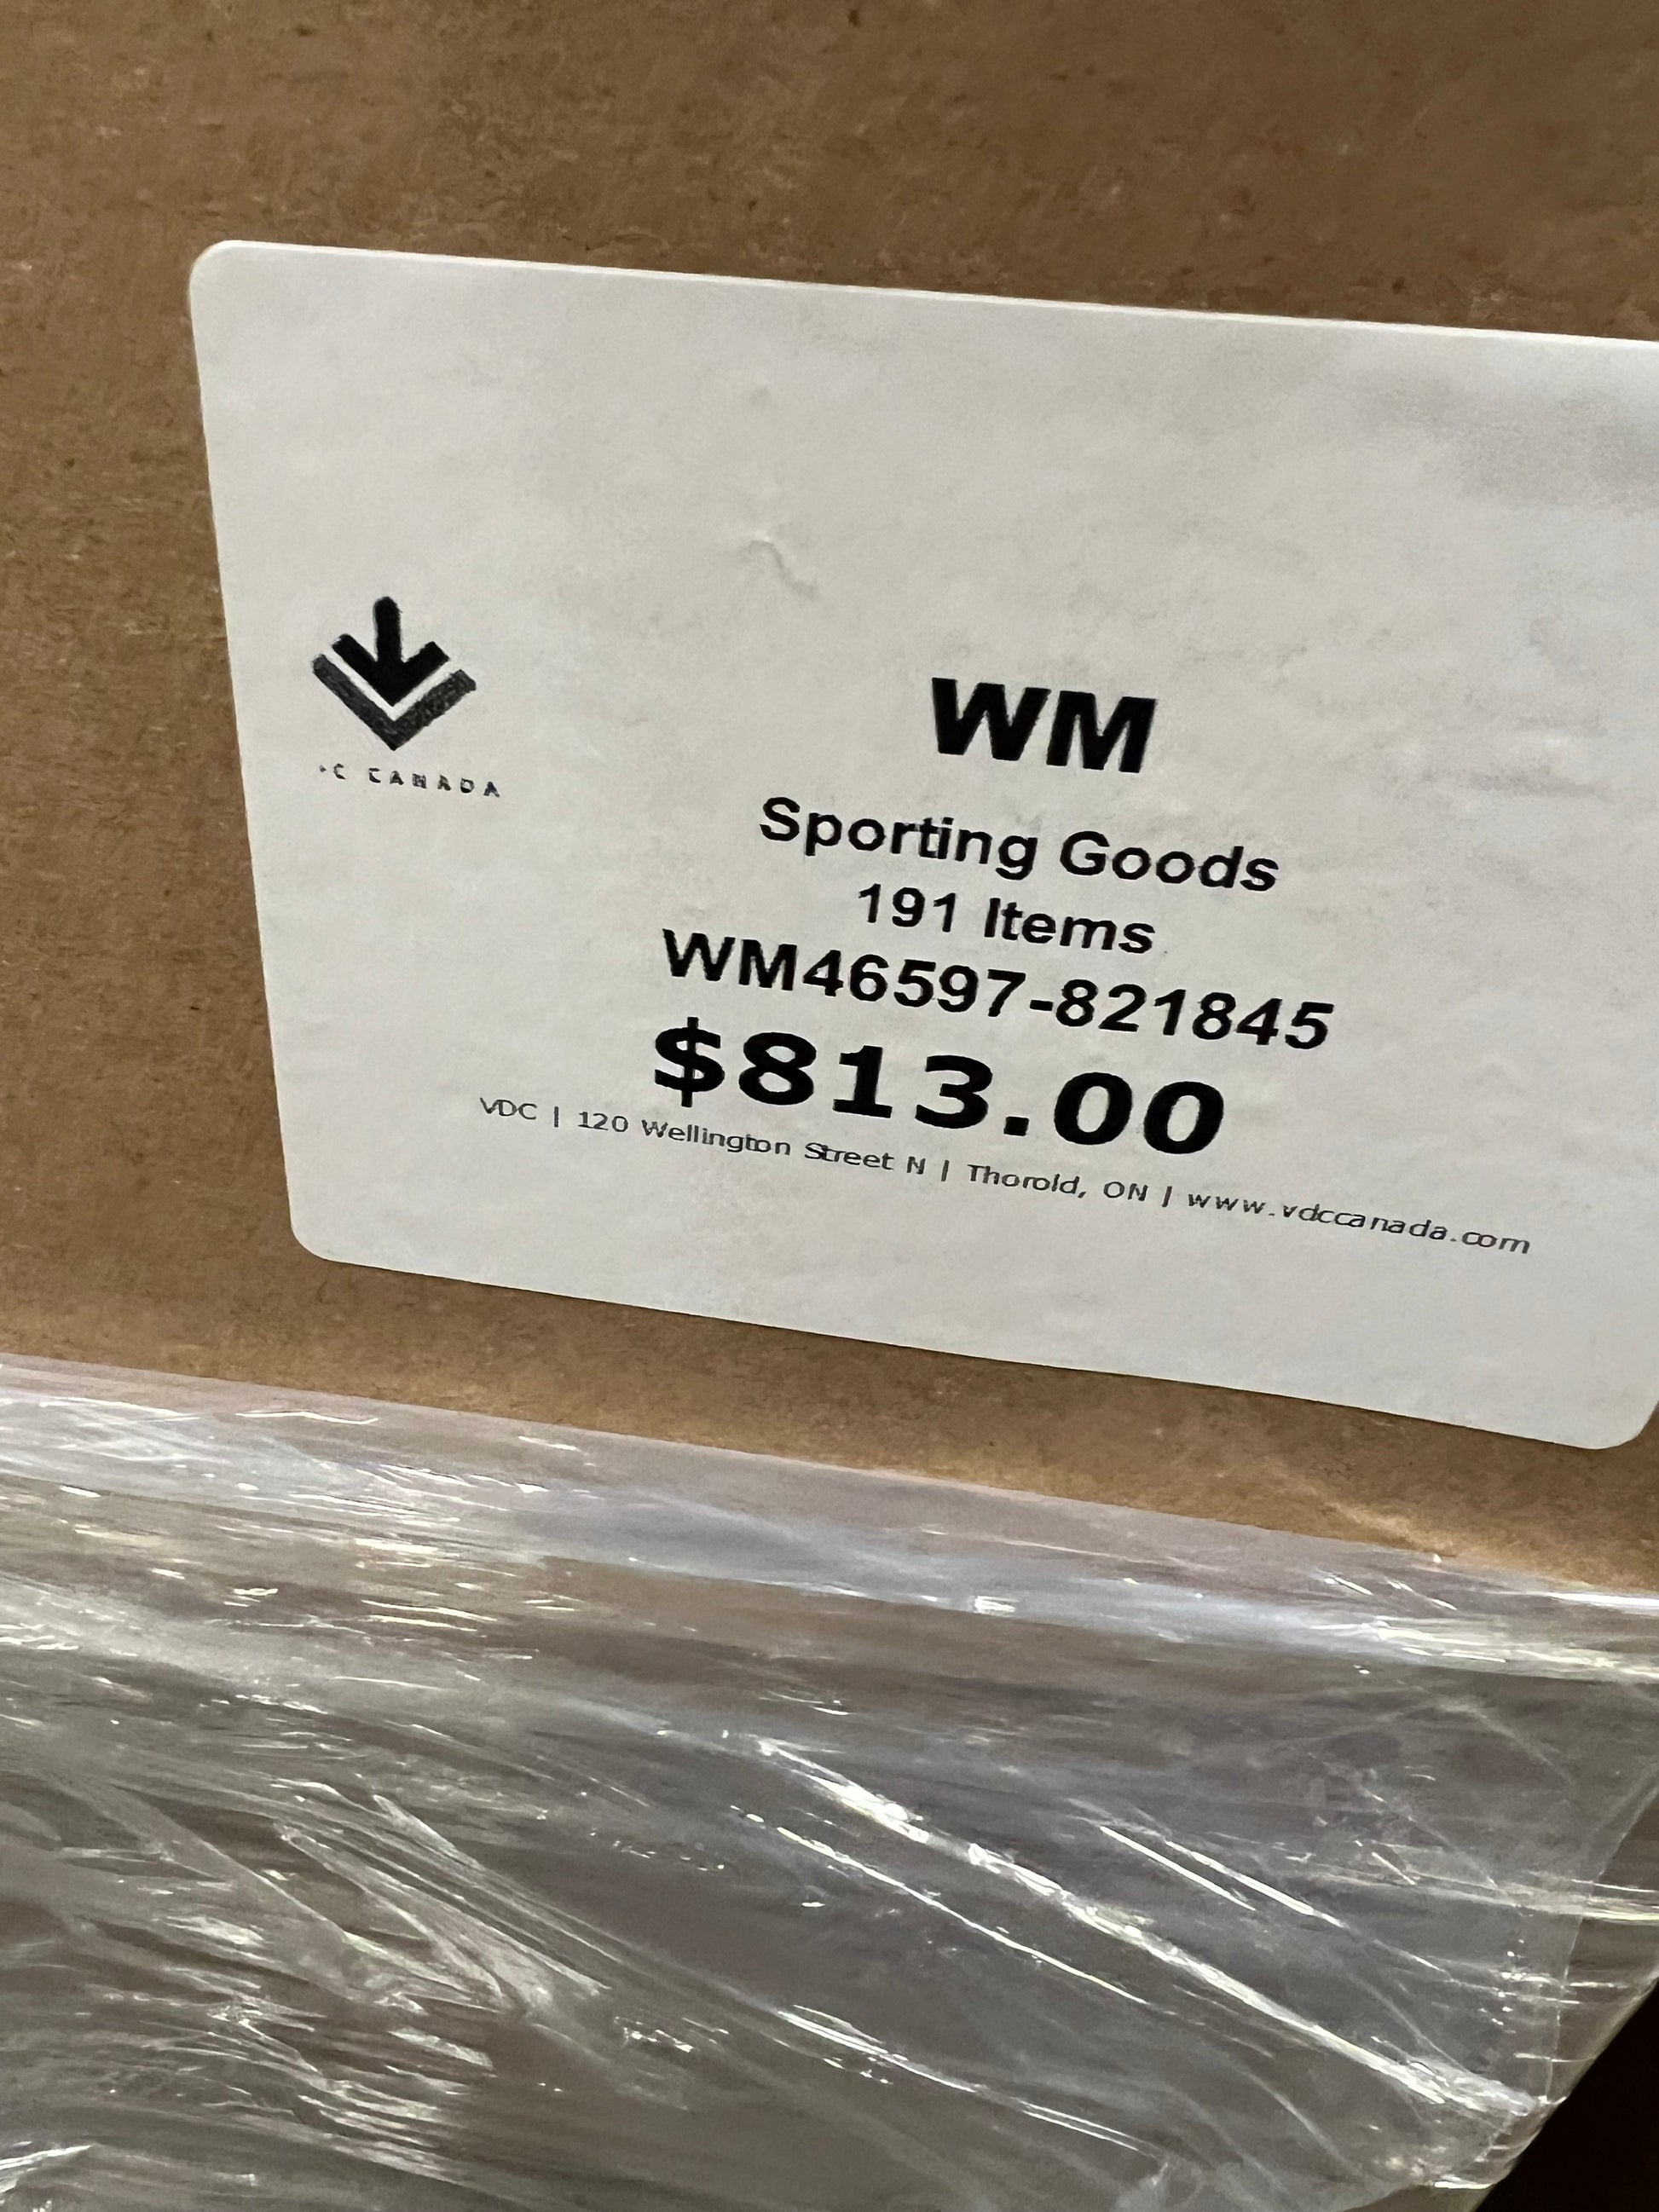 C CANADA
WM
Sporting Goods
191 Items
WM46597-821845
$813.00
VDC | 120 Wellington Street N | Thorold, ON | www.vdccanada.com